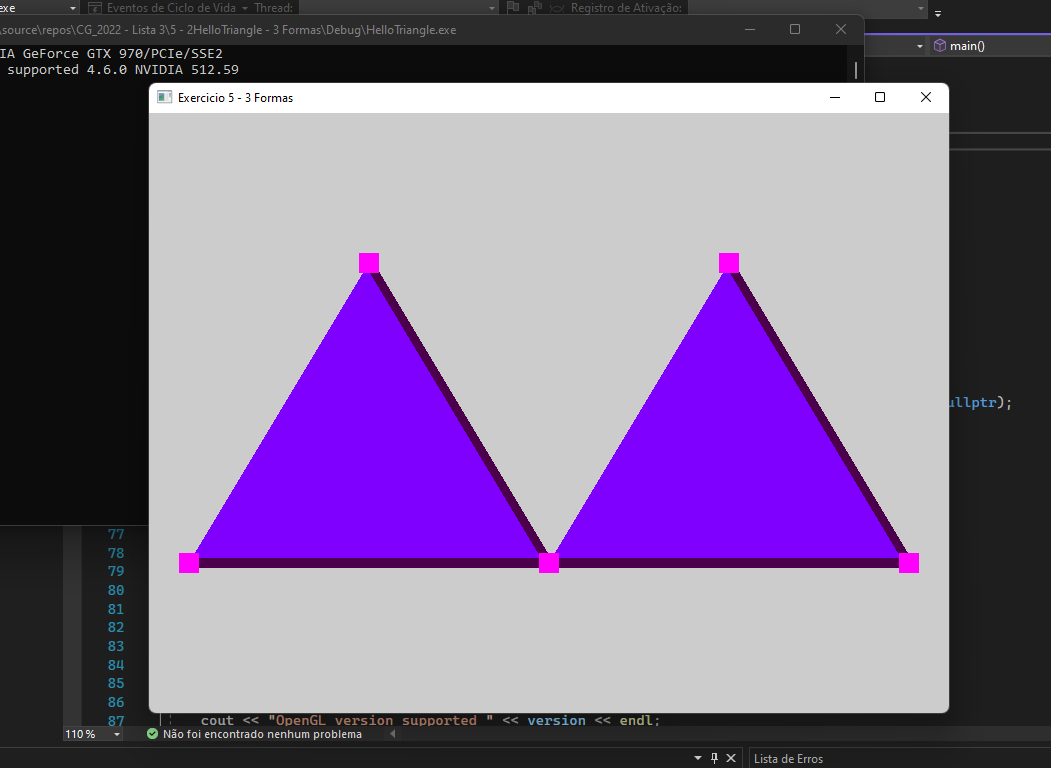 exe Eventos de Ciclo de Vida Thread: Registro de Ativação:
\source\repos\CG_2022 - Lista 3\5 - 2HelloTriangle - 3 Formas\Debug\HelloTriangle.exe
main()
IA GeForce GTX 970/PCIe/SSE2
supported 4.6.0 NVIDIA 512.59
Exercicio 5 - 3 Formas
ullptr);
77
78
79
80
81
82
83
84
85
86
87 cout << "OpenGL version supported " << version << endl;
110 % Não foi encontrado nenhum problema
Lista de Erros